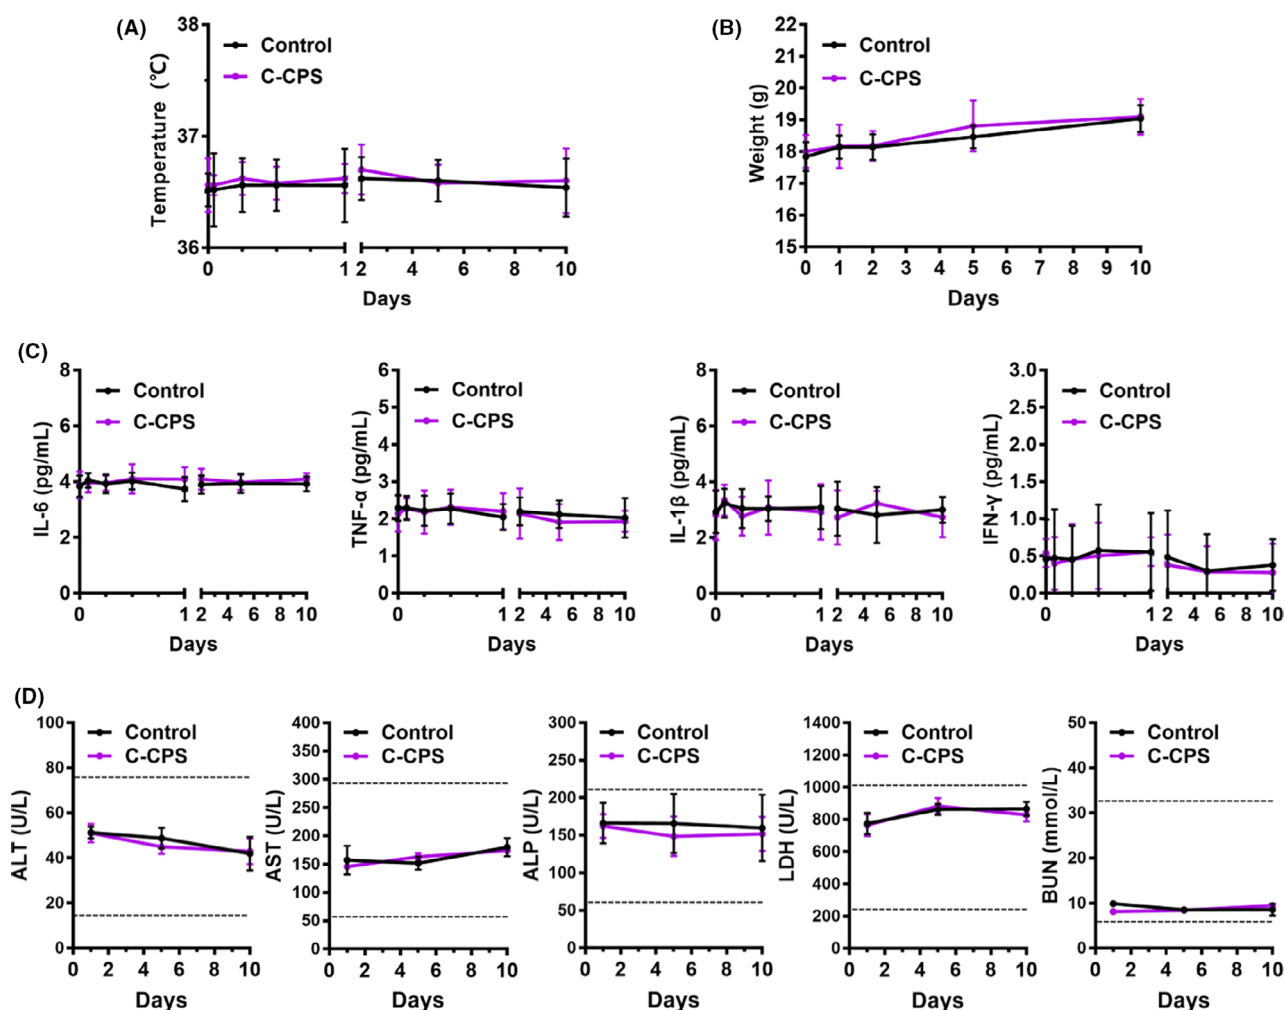 (A)
Temperature (℃)
38
37
36
Control
C-CPS
0 1 2 4 6 8 10
Days
(B)
Weight (g)
22
21
20
19
18
17
16
15
Control
C-CPS
0 1 2 3 4 5 6 7 8 9 10
Days
(C)
IL-6 (pg/mL)
8
6
4
2
0
Control
C-CPS
0 1 2 4 6 8 10
Days
TNF-α (pg/mL)
6
5
4
3
2
1
0
Control
C-CPS
0 1 2 4 6 8 10
Days
IL-1β (pg/mL)
8
6
4
2
0
Control
C-CPS
0 1 2 4 6 8 10
Days
IFN-γ (pg/mL)
3.0
2.5
2.0
1.5
1.0
0.5
0.0
Control
C-CPS
0 1 2 4 6 8 10
Days
(D)
ALT (U/L)
100
80
60
40
20
0
Control
C-CPS
0 2 4 6 8 10
Days
AST (U/L)
400
350
300
250
200
150
100
50
0
Control
C-CPS
0 2 4 6 8 10
Days
ALP (U/L)
300
250
200
150
100
50
0
Control
C-CPS
0 2 4 6 8 10
Days
LDH (U/L)
1400
1200
1000
800
600
400
200
0
Control
C-CPS
0 2 4 6 8 10
Days
BUN (mmol/L)
50
40
30
20
10
0
Control
C-CPS
0 2 4 6 8 10
Days